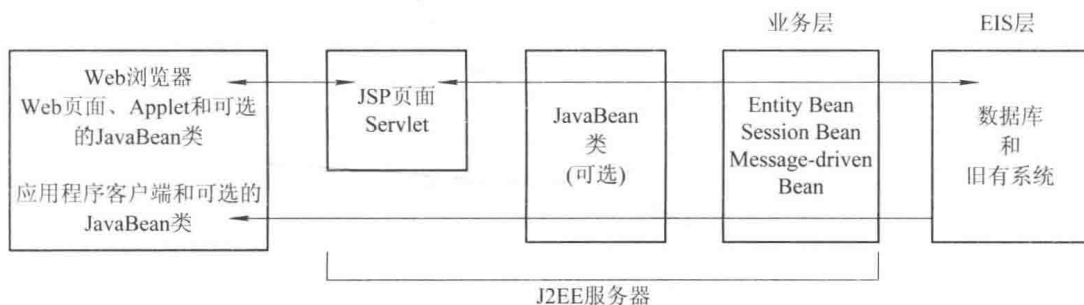 业务层
EIS层
Web浏览器
Web页面、Applet和可选
的JavaBean类
应用程序客户端和可选的
JavaBean类
JSP页面
Servlet
JavaBean
类
(可选)
Entity Bean
Session Bean
Message-driven
Bean
数据库
和
旧有系统
J2EE服务器